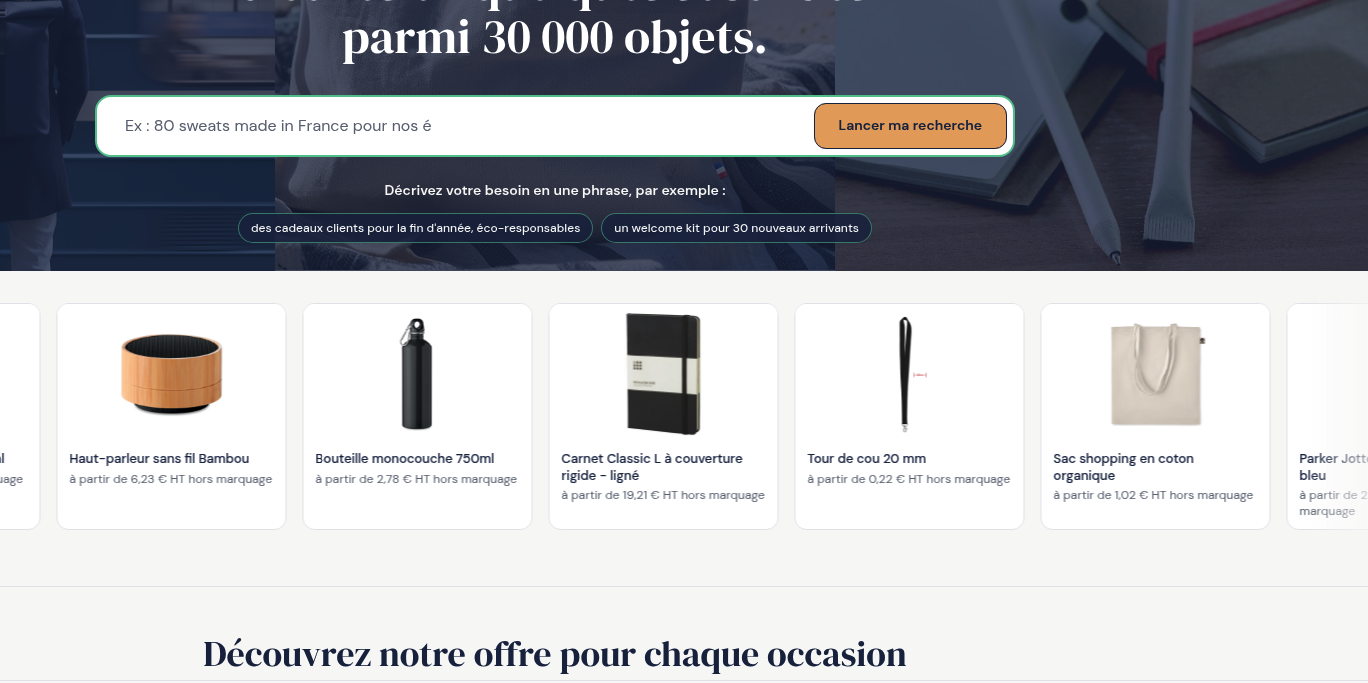 parmi 30 000 objets.
Ex : 80 sweats made in France pour nos é
Lancer ma recherche
Décrivez votre besoin en une phrase, par exemple :
des cadeaux clients pour la fin d'année, éco-responsables
un welcome kit pour 30 nouveaux arrivants
Haut-parleur sans fil Bambou
à partir de 6,23 € HT hors marquage
Bouteille monocouche 750ml
à partir de 2,78 € HT hors marquage
Carnet Classic L à couverture
rigide - ligné
à partir de 19,21 € HT hors marquage
Tour de cou 20 mm
à partir de 0,22 € HT hors marquage
Sac shopping en coton
organique
à partir de 1,02 € HT hors marquage
Parker Jotte
bleu
à partir de 2
marquage
Découvrez notre offre pour chaque occasion